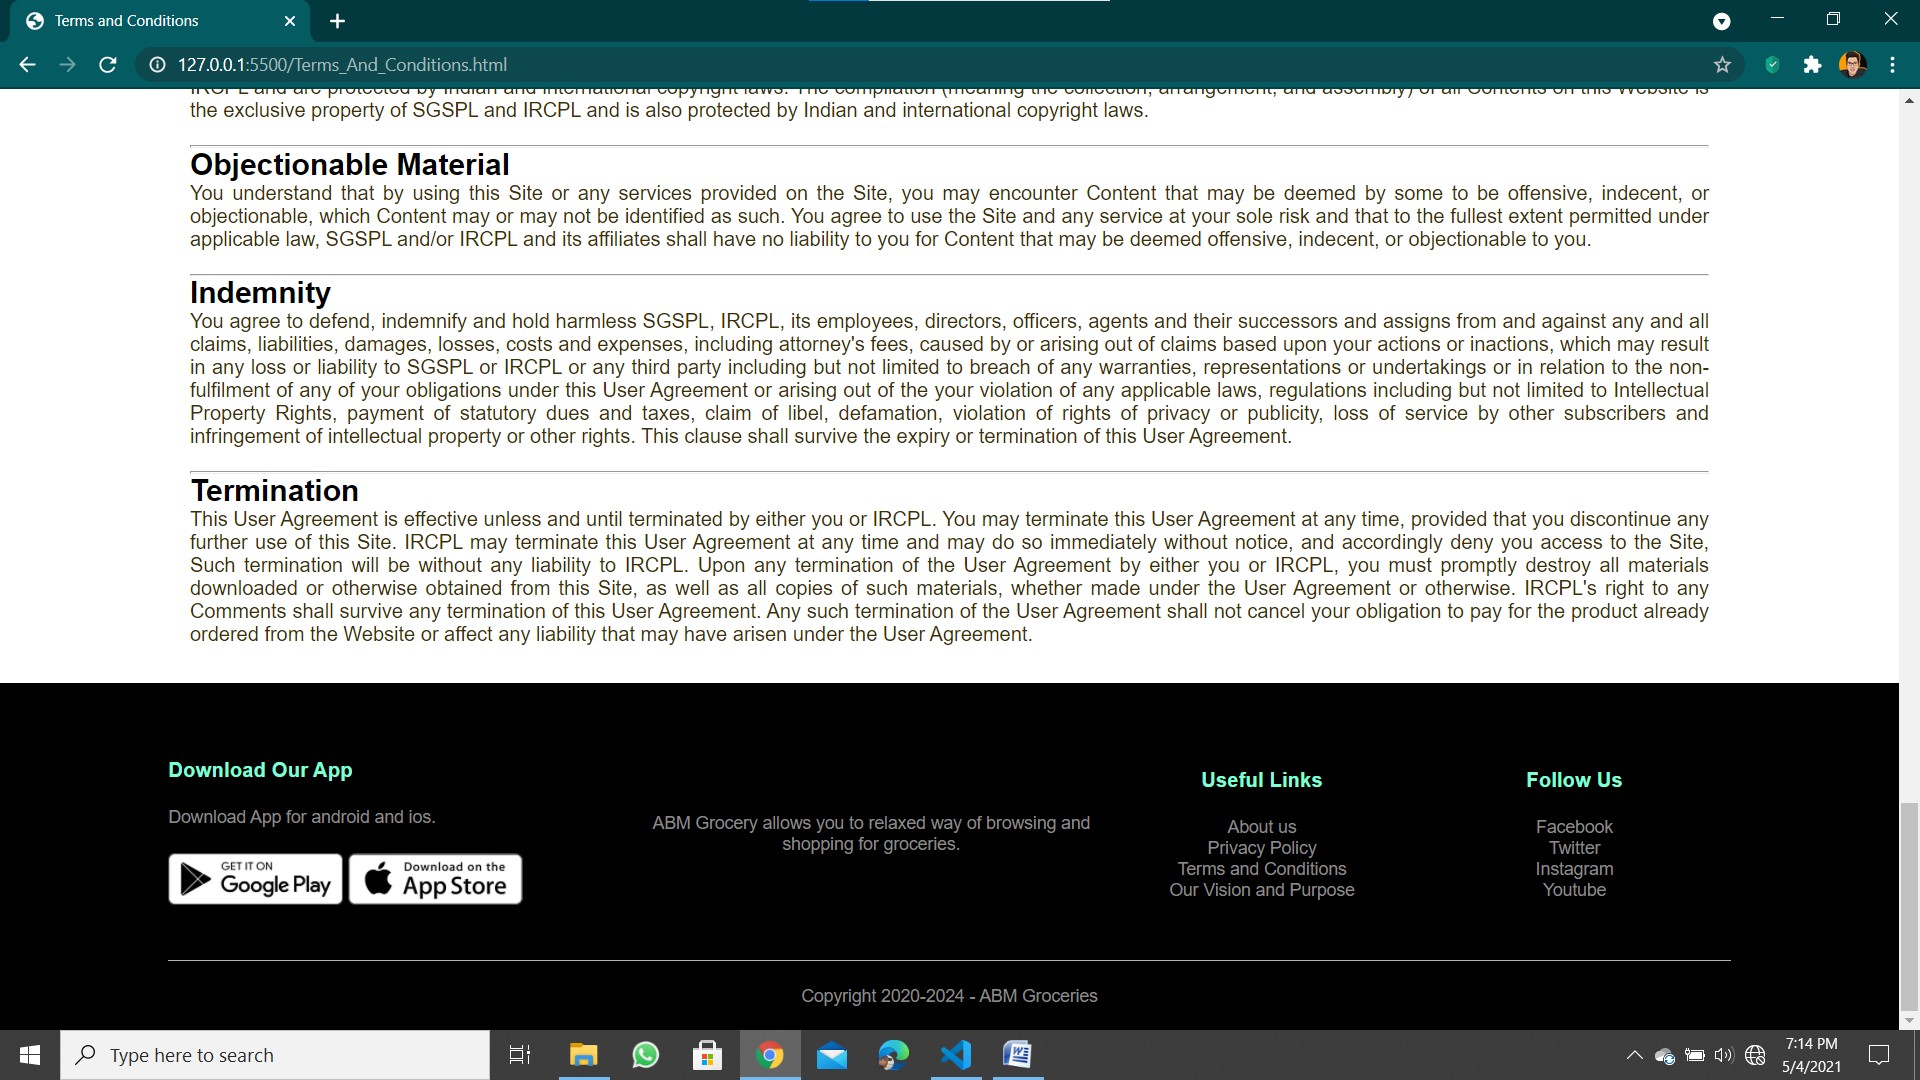 Terms and Conditions
127.0.0.1:5500/Terms_And_Conditions.html
IRCPL and are protected by Indian and international copyright laws. The compilation (meaning the collection, arrangement, and assembly) of all Contents on this Website is
the exclusive property of SGSPL and IRCPL and is also protected by Indian and international copyright laws.
Objectionable Material
You understand that by using this Site or any services provided on the Site, you may encounter Content that may be deemed by some to be offensive, indecent, or
objectionable, which Content may or may not be identified as such. You agree to use the Site and any service at your sole risk and that to the fullest extent permitted under
applicable law, SGSPL and/or IRCPL and its affiliates shall have no liability to you for Content that may be deemed offensive, indecent, or objectionable to you.
Indemnity
You agree to defend, indemnify and hold harmless SGSPL, IRCPL, its employees, directors, officers, agents and their successors and assigns from and against any and all
claims, liabilities, damages, losses, costs and expenses, including attorney's fees, caused by or arising out of claims based upon your actions or inactions, which may result
in any loss or liability to SGSPL or IRCPL or any third party including but not limited to breach of any warranties, representations or undertakings or in relation to the non-
fulfilment of any of your obligations under this User Agreement or arising out of the your violation of any applicable laws, regulations including but not limited to Intellectual
Property Rights, payment of statutory dues and taxes, claim of libel, defamation, violation of rights of privacy or publicity, loss of service by other subscribers and
infringement of intellectual property or other rights. This clause shall survive the expiry or termination of this User Agreement.
Termination
This User Agreement is effective unless and until terminated by either you or IRCPL. You may terminate this User Agreement at any time, provided that you discontinue any
further use of this Site. IRCPL may terminate this User Agreement at any time and may do so immediately without notice, and accordingly deny you access to the Site,
Such termination will be without any liability to IRCPL. Upon any termination of the User Agreement by either you or IRCPL, you must promptly destroy all materials
downloaded or otherwise obtained from this Site, as well as all copies of such materials, whether made under the User Agreement or otherwise. IRCPL's right to any
Comments shall survive any termination of this User Agreement. Any such termination of the User Agreement shall not cancel your obligation to pay for the product already
ordered from the Website or affect any liability that may have arisen under the User Agreement.
Download Our App
Download App for android and ios.
GET IT ON
Google Play
Download on the
App Store
ABM Grocery allows you to relaxed way of browsing and
shopping for groceries.
Useful Links
About us
Privacy Policy
Terms and Conditions
Our Vision and Purpose
Follow Us
Facebook
Twitter
Instagram
Youtube
Copyright 2020-2024 - ABM Groceries
Type here to search
7:14 PM
5/4/2021